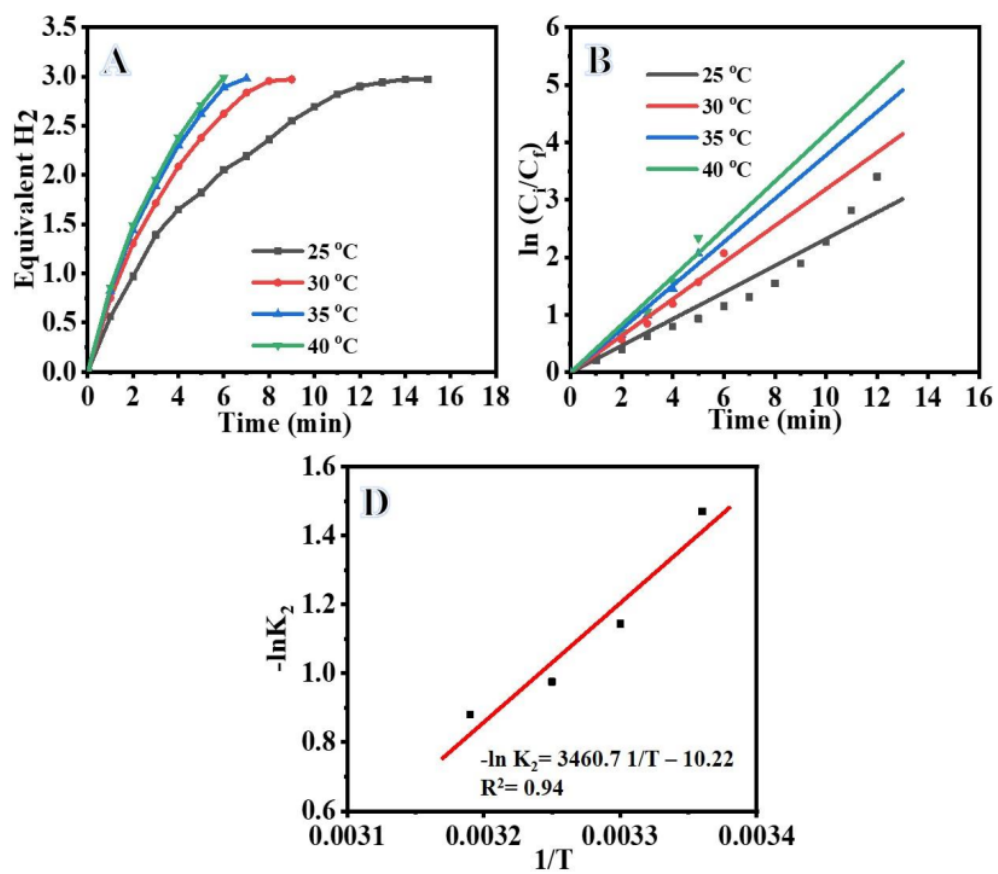 A
Equivalent H2
3.5
3.0
2.5
2.0
1.5
1.0
0.5
0.0
25 °C
30 °C
35 °C
40 °C
0 2 4 6 8 10 12 14 16 18
Time (min)
B
ln (Ci/Cf)
6
5
4
3
2
1
0
25 °C
30 °C
35 °C
40 °C
0 2 4 6 8 10 12 14 16
Time (min)
D
-lnK2
1.6
1.4
1.2
1.0
0.8
0.6
-ln K2= 3460.7 1/T – 10.22
R2= 0.94
0.0031 0.0032 0.0033 0.0034
1/T